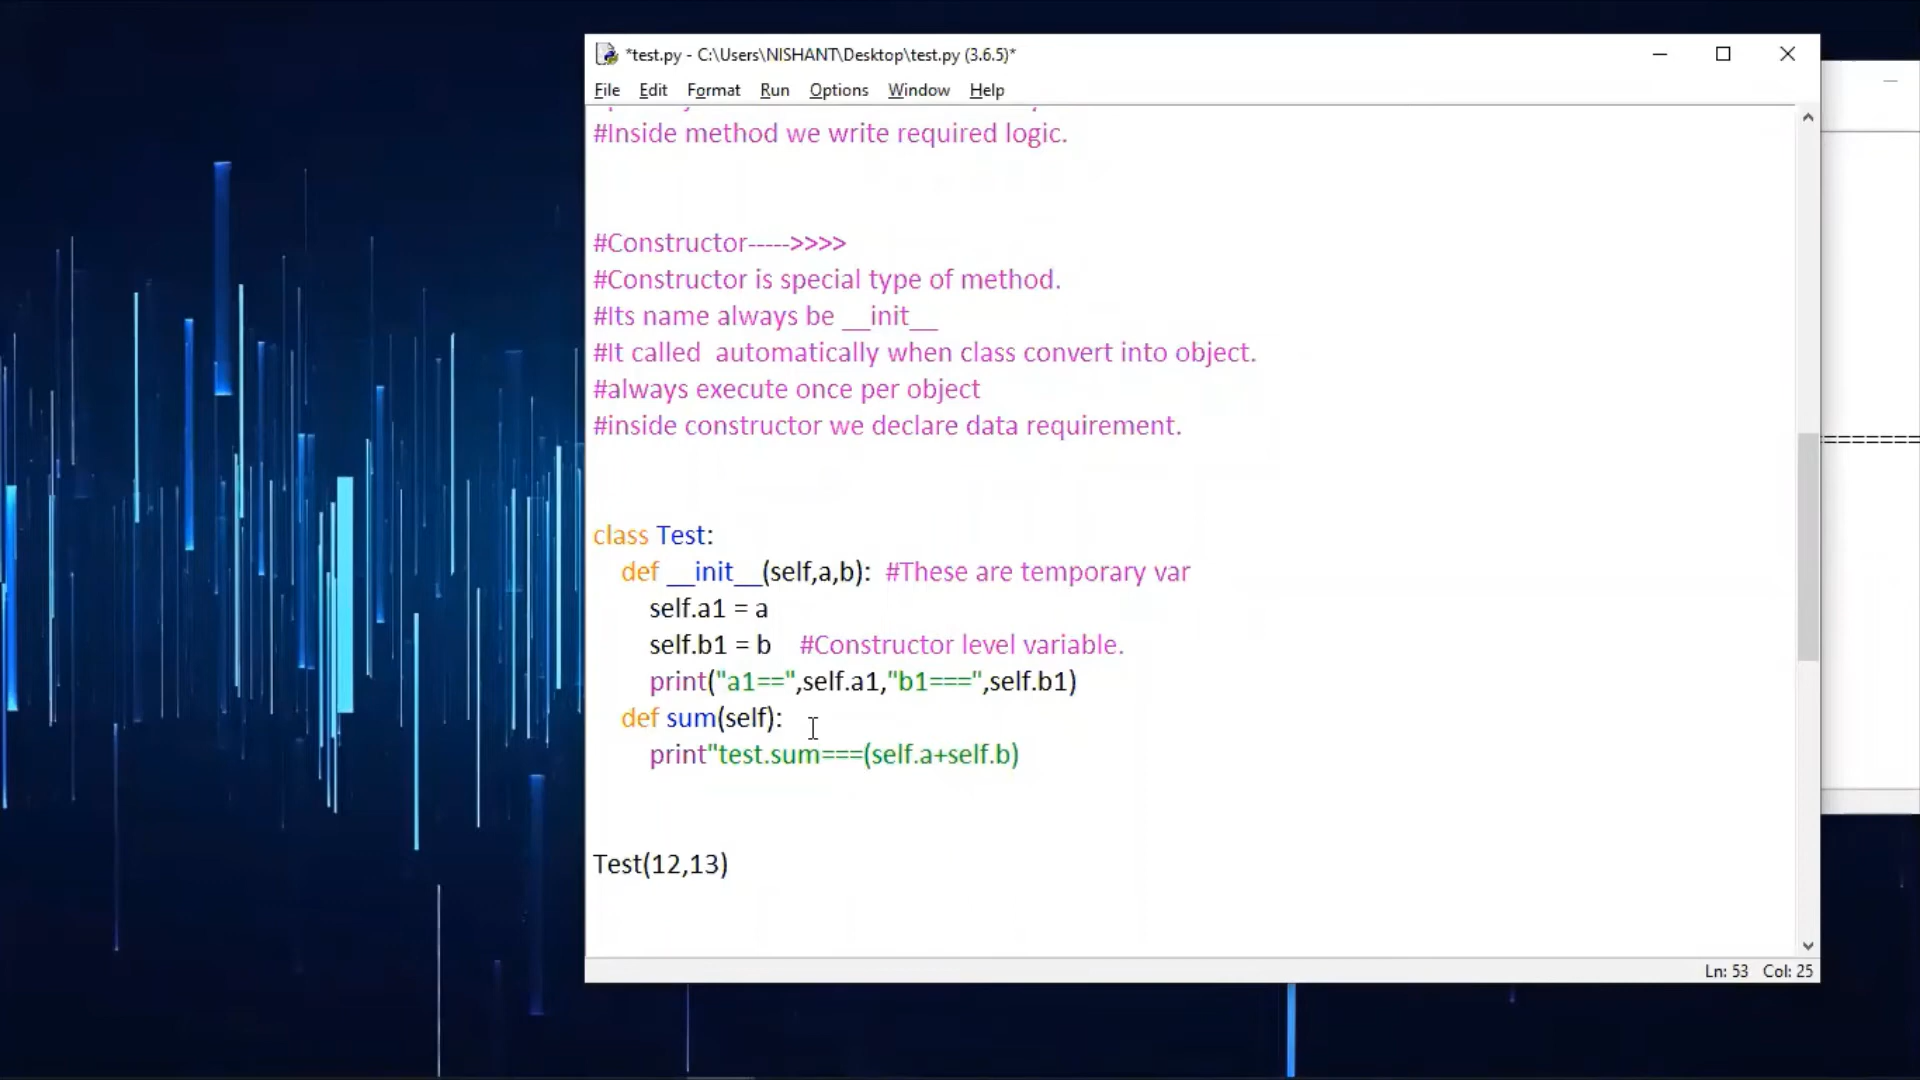 *test.py - C:\Users\NISHANT\Desktop\test.py (3.6.5)*
File Edit Format Run Options Window Help
#Inside method we write required logic.
#Constructor----->>>>
#Constructor is special type of method.
#Its name always be __init__
#It called  automatically when class convert into object.
#always execute once per object
#inside constructor we declare data requirement.
class Test:
    def __init__(self,a,b):  #These are temporary var
        self.a1 = a
        self.b1 = b    #Constructor level variable.
        print("a1==",self.a1,"b1===",self.b1)
    def sum(self):
        print"test.sum===(self.a+self.b)
Test(12,13)
Ln: 53 Col: 25